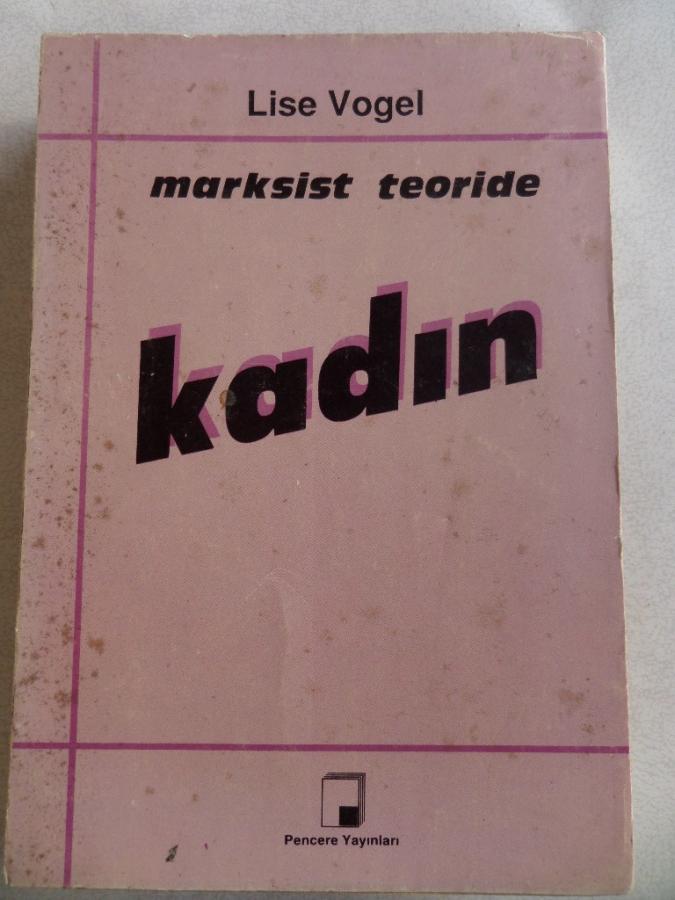 Lise Vogel
marksist teoride
kadın
Pencere Yayınları